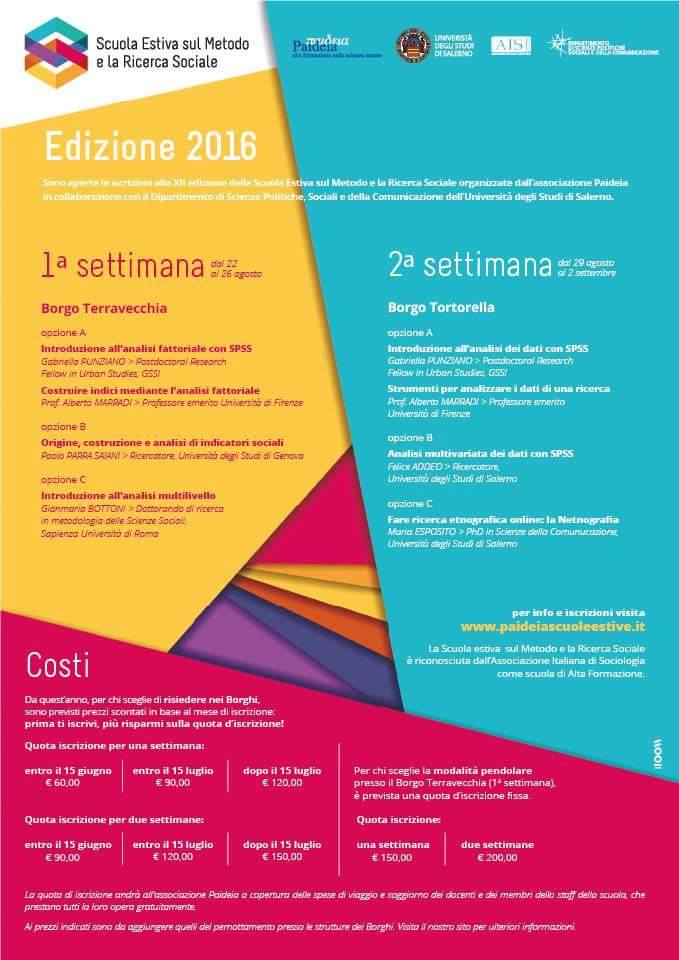 Scuola Estiva sul Metodo
e la Ricerca Sociale
παιδεια
Paideia
alta formazione nelle scienze umane
UNIVERISTÀ
DEGLI STUDI
DI SALERNO
AIS
DIPARTIMENTO
DI SCIENZE POLITICHE
SOCIALI E DELLA COMUNICAZIONE
Edizione 2016
Sono aperte le iscrizioni alla XII edizione della Scuola Estiva sul Metodo e la Ricerca Sociale organizzate dall'associazione Paideia
in collaborazione con il Dipartimento di Scienze Politiche, Sociali e della Comunicazione dell'Università degli Studi di Salerno.
1ª settimana dal 22
al 26 agosto
Borgo Terravecchia
opzione A
Introduzione all'analisi fattoriale con SPSS
Gabriella PUNZIANO > Postdoctoral Research
Fellow in Urban Studies, GSSI
Costruire indici mediante l'analisi fattoriale
Prof. Alberto MARRADI > Professore emerito Università di Firenze
opzione B
Origine, costruzione e analisi di indicatori sociali
Paolo PARRA SAIANI > Ricercatore, Università degli Studi di Genova
opzione C
Introduzione all'analisi multilivello
Gianmaria BOTTONI > Dottorando di ricerca
in metodologia delle Scienze Sociali,
Sapienza Università di Roma
2ª settimana dal 29 agosto
al 2 settembre
Borgo Tortorella
opzione A
Introduzione all'analisi dei dati con SPSS
Gabriella PUNZIANO > Postdoctoral Research
Fellow in Urban Studies, GSSI
Strumenti per analizzare i dati di una ricerca
Prof. Alberto MARRADI > Professore emerito
Università di Firenze
opzione B
Analisi multivariata dei dati con SPSS
Felice ADDEO > Ricercatore,
Università degli Studi di Salerno
opzione C
Fare ricerca etnografica online: la Netnografia
Maria ESPOSITO > PhD in Scienze della Comunucazione,
Università degli Studi di Salerno
per info e iscrizioni visita
www.paideiascuoleestive.it
La Scuola estiva sul Metodo e la Ricerca Sociale
è riconosciuta dall'Associazione Italiana di Sociologia
come scuola di Alta Formazione.
Costi
Da quest'anno, per chi sceglie di risiedere nei Borghi,
sono previsti prezzi scontati in base al mese di iscrizione:
prima ti iscrivi, più risparmi sulla quota d'iscrizione!
Quota iscrizione per una settimana:
entro il 15 giugno
€ 60,00
entro il 15 luglio
€ 90,00
dopo il 15 luglio
€ 120,00
Quota iscrizione per due settimane:
entro il 15 giugno
€ 90,00
entro il 15 luglio
€ 120,00
dopo il 15 luglio
€ 150,00
Per chi sceglie la modalità pendolare
presso il Borgo Terravecchia (1ª settimana),
è prevista una quota d'iscrizione fissa.
Quota iscrizione:
una settimana
€ 150,00
due settimane
€ 200,00
La quota di iscrizione andrà all'associazione Paideia a copertura delle spese di viaggio e soggiorno dei docenti e dei membri dello staff della scuola, che
prestano tutti la loro opera gratuitamente.
Ai prezzi indicati sono da aggiungere quelli del pernottamento presso le strutture dei Borghi. Visita il nostro sito per ulteriori informazioni.